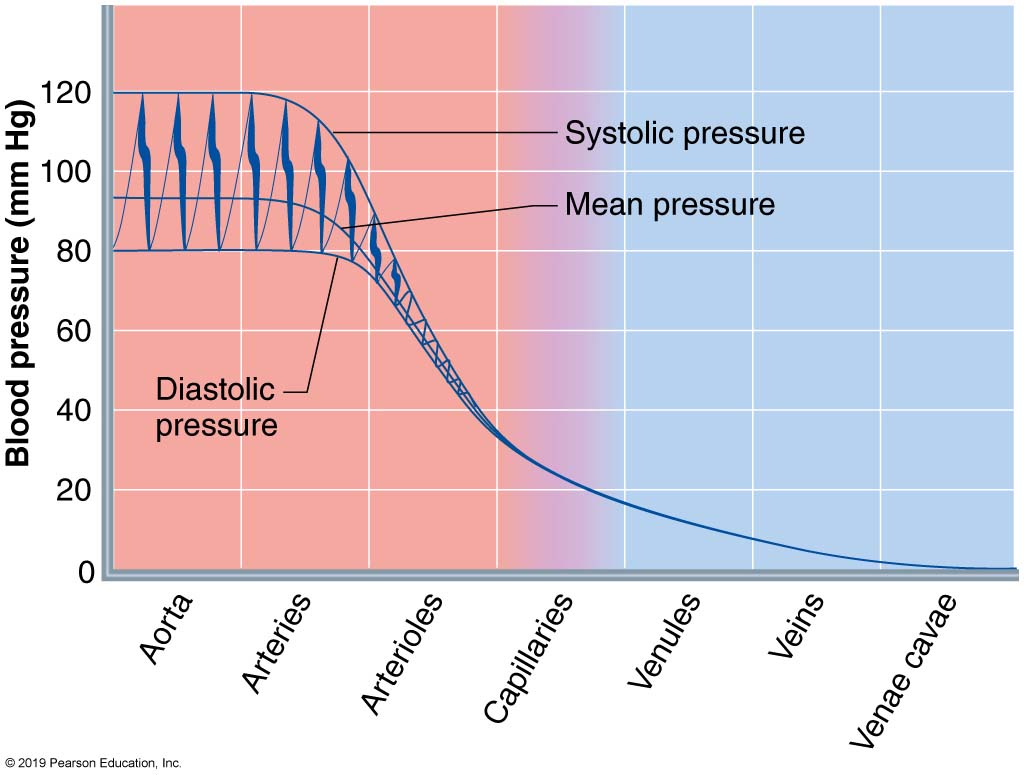 Blood pressure (mm Hg)
120
100
80
60
40
20
0
Systolic pressure
Mean pressure
Diastolic
pressure
Aorta
Arteries
Arterioles
Capillaries
Venules
Veins
Venae cavae
© 2019 Pearson Education, Inc.